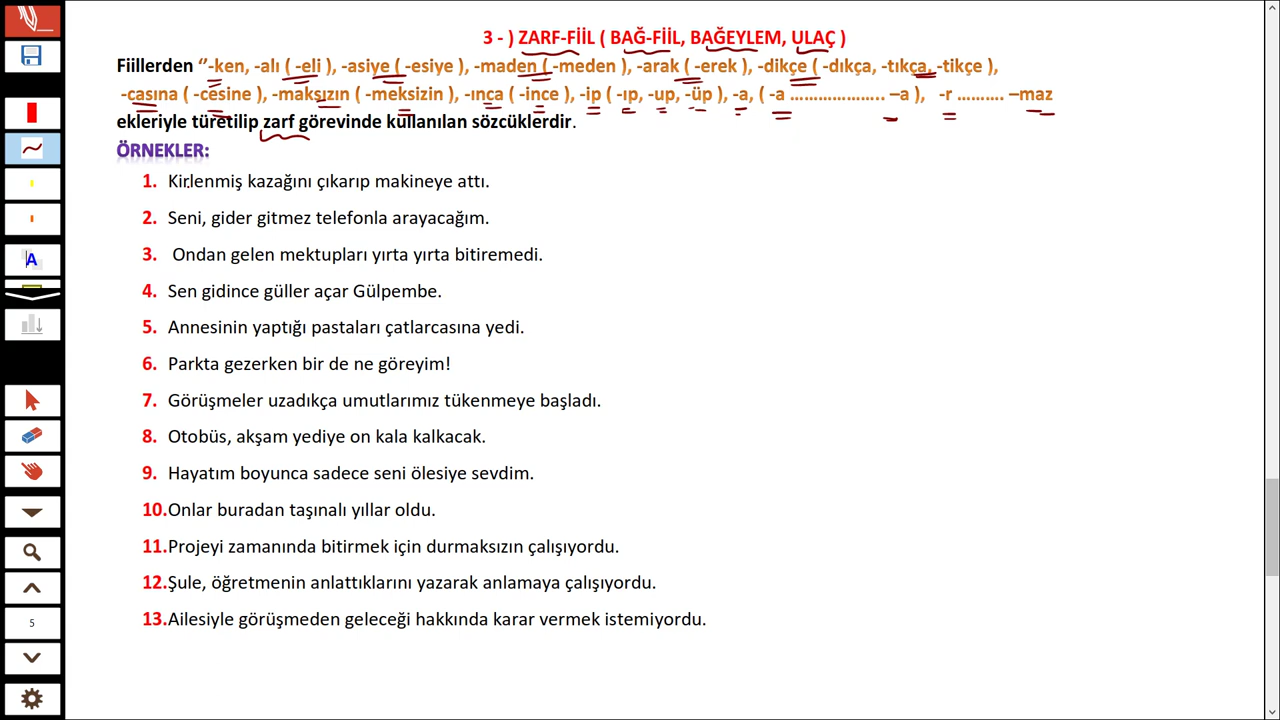 3 - ) ZARF-FİİL ( BAĞ-FİİL, BAĞEYLEM, ULAÇ )
Fiillerden ‘’-ken, -alı ( -eli ), -asiye ( -esiye ), -maden ( -meden ), -arak ( -erek ), -dikçe ( -dıkça, -tıkça, -tikçe ),
-casına ( -cesine ), -maksızın ( -meksizin ), -ınca ( -ince ), -ip ( -ıp, -up, -üp ), -a, ( -a ………………. –a ), -r ………. –maz
ekleriyle türetilip zarf görevinde kullanılan sözcüklerdir.
ÖRNEKLER:
1. Kirlenmiş kazağını çıkarıp makineye attı.
2. Seni, gider gitmez telefonla arayacağım.
3. Ondan gelen mektupları yırta yırta bitiremedi.
4. Sen gidince güller açar Gülpembe.
5. Annesinin yaptığı pastaları çatlarcasına yedi.
6. Parkta gezerken bir de ne göreyim!
7. Görüşmeler uzadıkça umutlarımız tükenmeye başladı.
8. Otobüs, akşam yediye on kala kalkacak.
9. Hayatım boyunca sadece seni ölesiye sevdim.
10.Onlar buradan taşınalı yıllar oldu.
11.Projeyi zamanında bitirmek için durmaksızın çalışıyordu.
12.Şule, öğretmenin anlattıklarını yazarak anlamaya çalışıyordu.
13.Ailesiyle görüşmeden geleceği hakkında karar vermek istemiyordu.
A
5